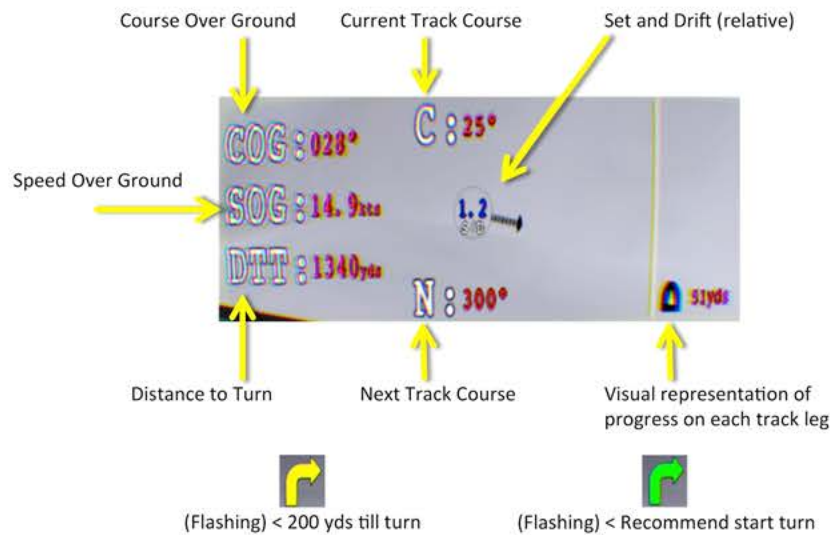 Course Over Ground
Current Track Course
Set and Drift (relative)
COG: 028°
C: 25°
Speed Over Ground
SOG: 14.9kts
1.2
S/D
DTT: 1340yds
N: 300°
51yds
Distance to Turn
Next Track Course
Visual representation of
progress on each track leg
(Flashing) < 200 yds till turn
(Flashing) < Recommend start turn